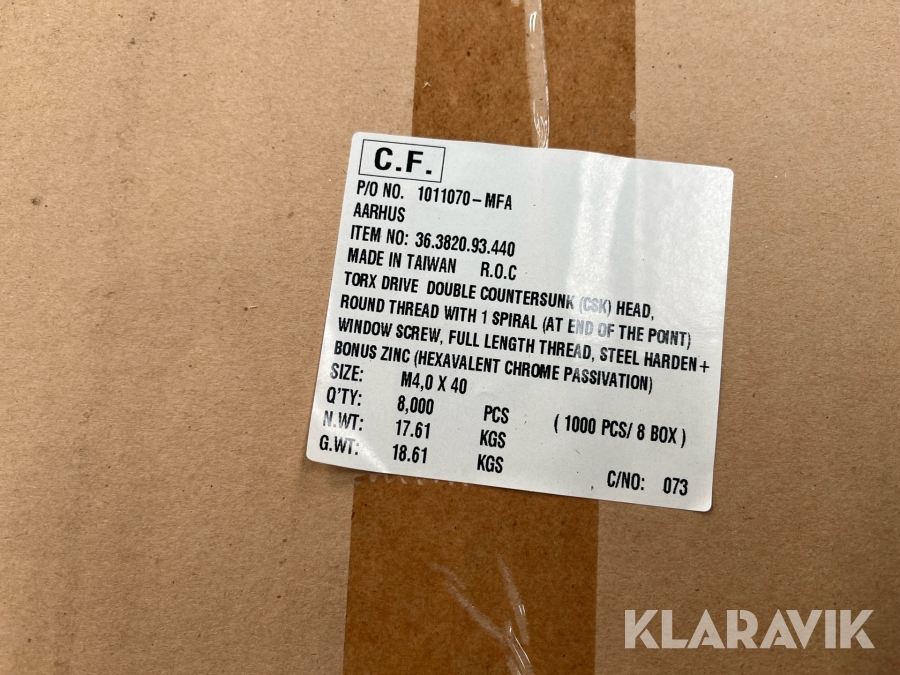 C.F.
P/O NO. 1011070-MFA
AARHUS
ITEM NO: 36.3820.93.440
MADE IN TAIWAN R.O.C
TORX DRIVE DOUBLE COUNTERSUNK (CSK) HEAD,
ROUND THREAD WITH 1 SPIRAL (AT END OF THE POINT)
WINDOW SCREW, FULL LENGTH THREAD, STEEL HARDEN+
BONUS ZINC (HEXAVALENT CHROME PASSIVATION)
SIZE: M4,0 X 40
Q'TY: 8,000 PCS (1000 PCS/ 8 BOX)
N.WT: 17.61 KGS
G.WT: 18.61 KGS
C/NO: 073
KLARAVIK